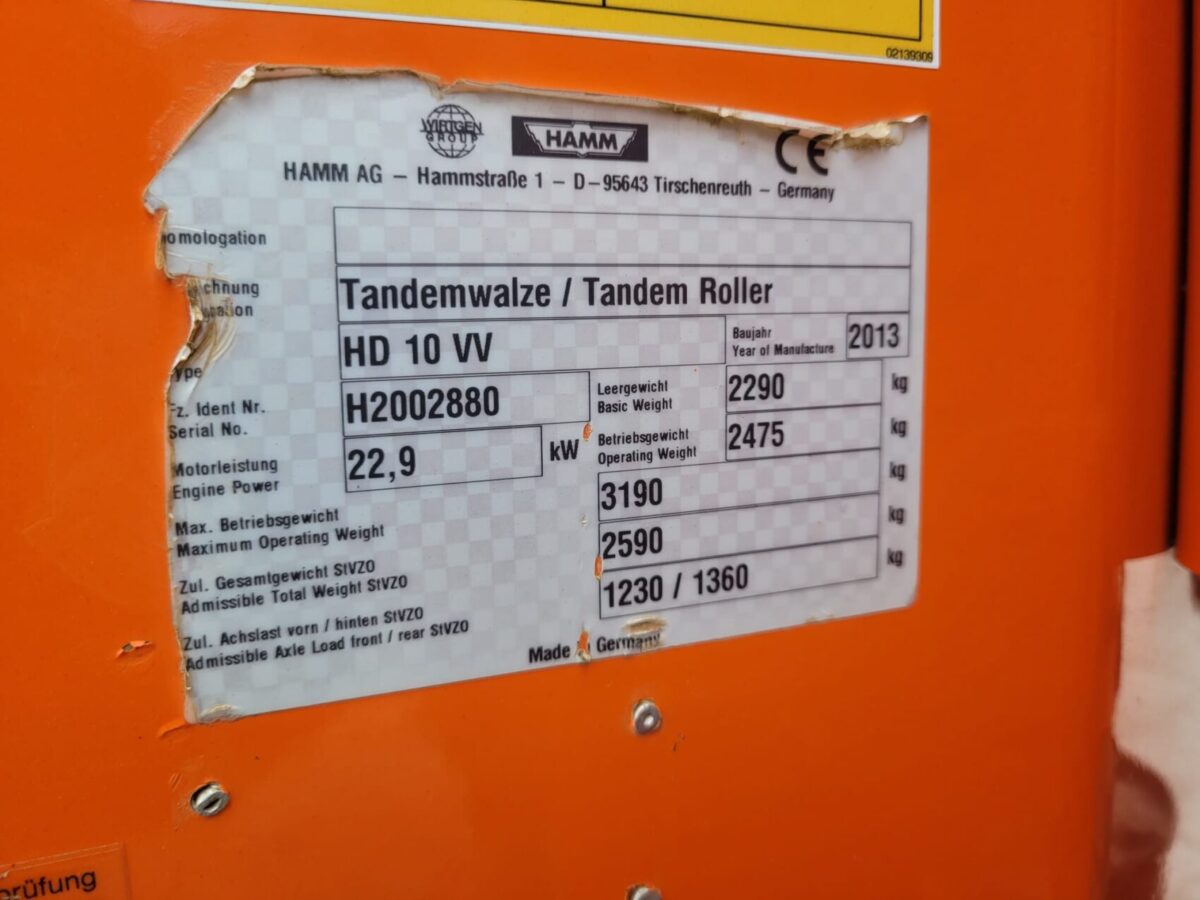 02139309
WIRTGEN
GROUP
HAMM
CE
HAMM AG – Hammstraße 1 – D–95643 Tirschenreuth – Germany
omologation
chnung
Tandemwalze / Tandem Roller
ype
HD 10 VV
Baujahr
Year of Manufacture
2013
z. Ident Nr.
Serial No.
H2002880
Leergewicht
Basic Weight
2290 kg
Motorleistung
Engine Power
22,9 kW
Betriebsgewicht
Operating Weight
2475 kg
Max. Betriebsgewicht
Maximum Operating Weight
3190 kg
Zul. Gesamtgewicht StVZO
Admissible Total Weight StVZO
2590 kg
Zul. Achslast vorn / hinten StVZO
Admissible Axle Load front / rear StVZO
1230 / 1360 kg
Made Germany
rüfung